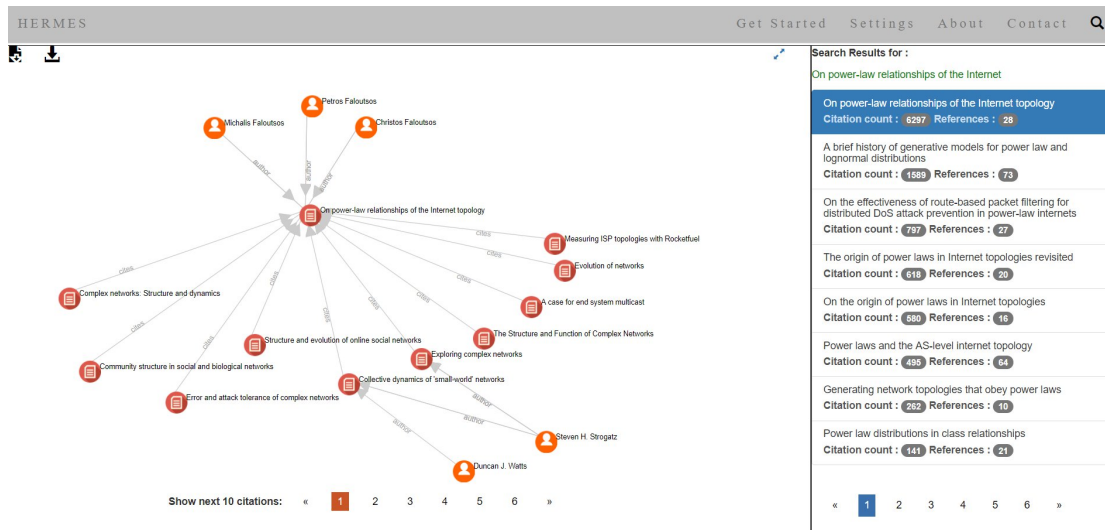 HERMES
Get Started Settings About Contact
Search Results for :
On power-law relationships of the Internet
On power-law relationships of the Internet topology
Citation count : 6297 References : 28
A brief history of generative models for power law and
lognormal distributions
Citation count : 1589 References : 73
On the effectiveness of route-based packet filtering for
distributed DoS attack prevention in power-law internets
Citation count : 797 References : 27
The origin of power laws in Internet topologies revisited
Citation count : 618 References : 20
On the origin of power laws in Internet topologies
Citation count : 580 References : 16
Power laws and the AS-level internet topology
Citation count : 495 References : 64
Generating network topologies that obey power laws
Citation count : 262 References : 10
Power law distributions in class relationships
Citation count : 141 References : 21
« 1 2 3 4 5 6 »
Petros Faloutsos
Michalis Faloutsos
Christos Faloutsos
author
author
author
On power-law relationships of the Internet topology
cites
Measuring ISP topologies with Rocketfuel
cites
Evolution of networks
cites
Complex networks: Structure and dynamics
cites
cites
cites
A case for end system multicast
cites
cites
cites
cites
The Structure and Function of Complex Networks
Structure and evolution of online social networks
Exploring complex networks
Community structure in social and biological networks
Collective dynamics of 'small-world' networks
Error and attack tolerance of complex networks
author
author
author
Steven H. Strogatz
Duncan J. Watts
Show next 10 citations: « 1 2 3 4 5 6 »